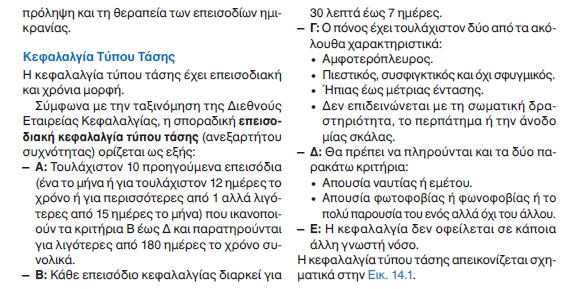 πρόληψη και τη θεραπεία των επεισοδίων ημι-
κρανίας.
Κεφαλαλγία Τύπου Τάσης
Η κεφαλαλγία τύπου τάσης έχει επεισοδιακή
και χρόνια μορφή.
Σύμφωνα με την ταξινόμηση της Διεθνούς
Εταιρείας Κεφαλαλγίας, η σποραδική επεισο-
διακή κεφαλαλγία τύπου τάσης (ανεξαρτήτου
συχνότητας) ορίζεται ως εξής:
– Α: Τουλάχιστον 10 προηγούμενα επεισόδια
(ένα το μήνα ή για τουλάχιστον 12 ημέρες το
χρόνο ή για περισσότερες από 1 αλλά λιγό-
τερες από 15 ημέρες το μήνα) που ικανοποι-
ούν τα κριτήρια Β έως Δ και παρατηρούνται
για λιγότερες από 180 ημέρες το χρόνο συ-
νολικά.
– Β: Κάθε επεισόδιο κεφαλαλγίας διαρκεί για
30 λεπτά έως 7 ημέρες.
– Γ: Ο πόνος έχει τουλάχιστον δύο από τα ακό-
λουθα χαρακτηριστικά:
• Αμφοτερόπλευρος.
• Πιεστικός, συσφιγκτικός και όχι σφυγμικός.
• Ήπιας έως μέτριας έντασης.
• Δεν επιδεινώνεται με τη σωματική δρα-
στηριότητα, το περπάτημα ή την άνοδο
μίας σκάλας.
– Δ: Θα πρέπει να πληρούνται και τα δύο πα-
ρακάτω κριτήρια:
• Απουσία ναυτίας ή εμέτου.
• Απουσία φωτοφοβίας ή φωνοφοβίας ή το
πολύ παρουσία του ενός αλλά όχι του άλλου.
– Ε: Η κεφαλαλγία δεν οφείλεται σε κάποια
άλλη γνωστή νόσο.
Η κεφαλαλγία τύπου τάσης απεικονίζεται σχη-
ματικά στην Εικ. 14.1.